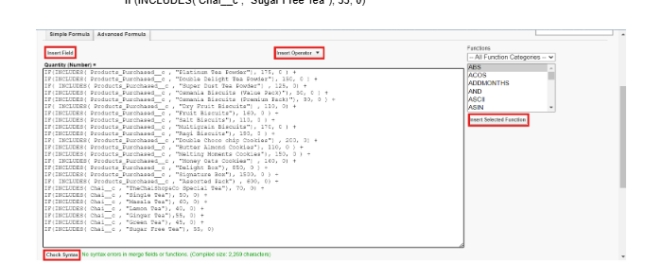 IF(INCLUDES( Chai__c , "Sugar Free Tea"), 55, 0)
Simple Formula Advanced Formula
Insert Field
Insert Operator
Functions
-- All Function Categories --
ABS
ACOS
ADDMONTHS
AND
ASCII
ASIN
Insert Selected Function
Quantity (Number) =
IF(INCLUDES( Products_Purchased__c , "Platinum Tea Powder"), 175, 0 ) +
IF(INCLUDES( Products_Purchased__c , "Double Delight Tea Powder"), 150, 0 ) +
IF( INCLUDES( Products_Purchased__c , "Super Dust Tea Powder") , 125, 0) +
IF(INCLUDES( Products_Purchased__c , "Osmania Biscuits (Value Pack)"), 50, 0 ) +
IF(INCLUDES( Products_Purchased__c , "Osmania Biscuits (Premium Pack)"), 80, 0 ) +
IF( INCLUDES( Products_Purchased__c , "Dry Fruit Biscuits") , 150, 0) +
IF(INCLUDES( Products_Purchased__c , "Fruit Biscuits"), 160, 0 ) +
IF(INCLUDES( Products_Purchased__c , "Salt Biscuits"), 110, 0 ) +
IF(INCLUDES( Products_Purchased__c , "Multigrain Biscuits"), 170, 0 ) +
IF(INCLUDES( Products_Purchased__c , "Ragi Biscuits"), 180, 0 ) +
IF( INCLUDES( Products_Purchased__c , "Double Choco chip Cookies") , 200, 0) +
IF(INCLUDES( Products_Purchased__c , "Butter Almond Cookies"), 200, 0 ) +
IF(INCLUDES( Products_Purchased__c , "Melting Moments Cookies"), 180, 0 ) +
IF( INCLUDES( Products_Purchased__c , "Honey Oats Cookies") , 160, 0) +
IF(INCLUDES( Products_Purchased__c , "Delight Box"), 650, 0 ) +
IF(INCLUDES( Products_Purchased__c , "Signature Box"), 1500, 0 ) +
IF( INCLUDES( Products_Purchased__c , "Assorted Pack") , 400, 0) +
IF(INCLUDES( Chai__c , "TheChaiThopaCo Special Tea"), 70, 0) +
IF(INCLUDES( Chai__c , "Single Tea"), 50, 0) +
IF(INCLUDES( Chai__c , "Masala Tea"), 60, 0) +
IF(INCLUDES( Chai__c , "Lemon Tea"), 40, 0) +
IF(INCLUDES( Chai__c , "Ginger Tea"),55, 0) +
IF(INCLUDES( Chai__c , "Green Tea"), 45, 0) +
IF(INCLUDES( Chai__c , "Sugar Free Tea"), 55, 0)
Check Syntax No syntax errors in merge fields or functions. (Compiled size: 2,209 characters)